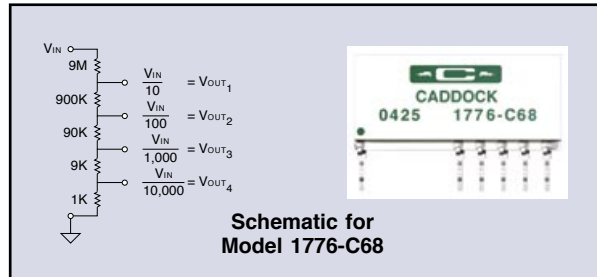 VIN
9M
VIN
10
= VOUT1
900K
VIN
100
= VOUT2
90K
VIN
1,000
= VOUT3
9K
VIN
10,000
= VOUT4
1K
CADDOCK
0425 1776-C68
Schematic for
Model 1776-C68